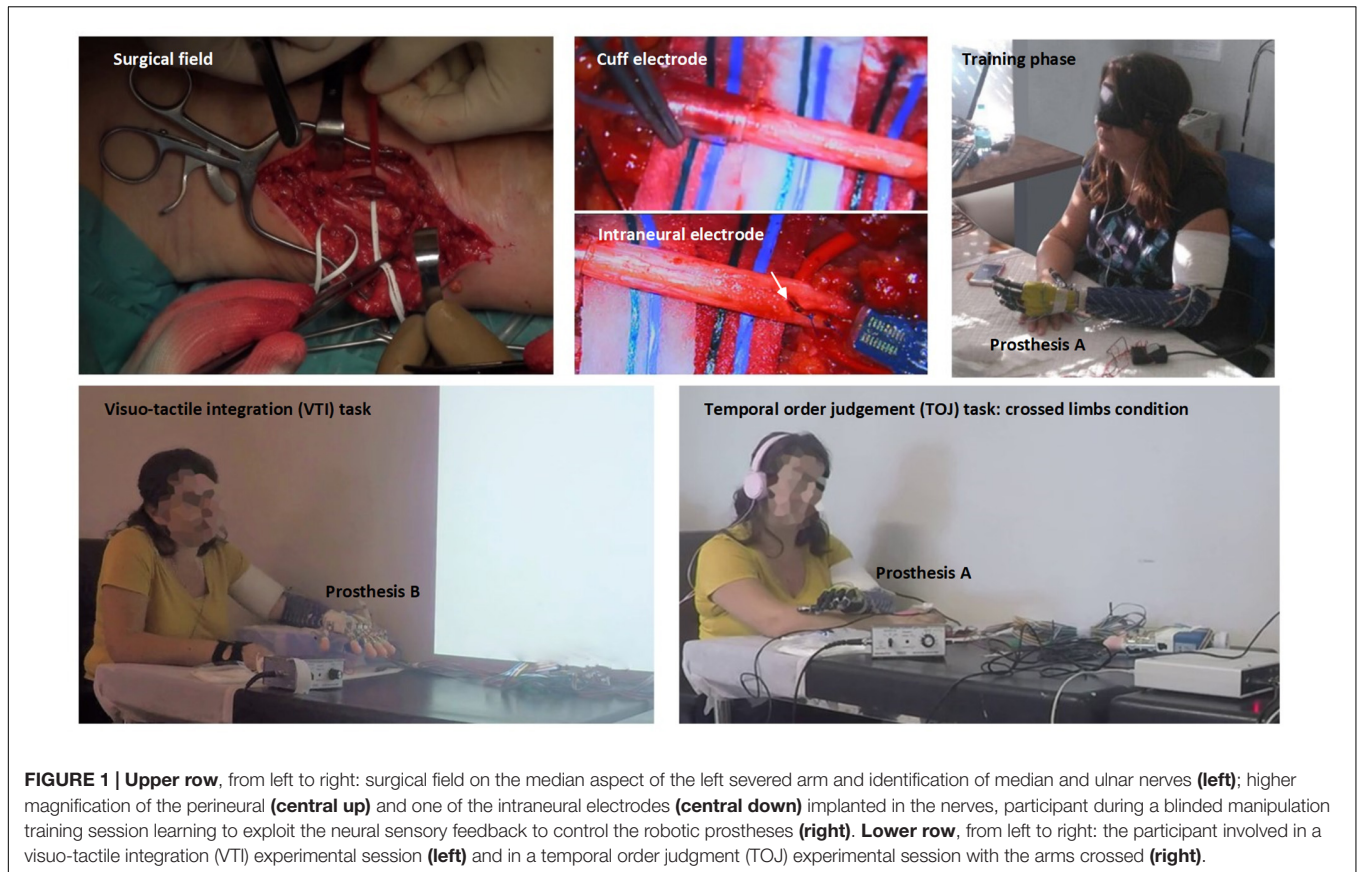 Surgical field
Cuff electrode
Intraneural electrode
Training phase
Prosthesis A
Visuo-tactile integration (VTI) task
Prosthesis B
Temporal order judgement (TOJ) task: crossed limbs condition
Prosthesis A
FIGURE 1 | Upper row, from left to right: surgical field on the median aspect of the left severed arm and identification of median and ulnar nerves (left); higher
magnification of the perineural (central up) and one of the intraneural electrodes (central down) implanted in the nerves, participant during a blinded manipulation
training session learning to exploit the neural sensory feedback to control the robotic prostheses (right). Lower row, from left to right: the participant involved in a
visuo-tactile integration (VTI) experimental session (left) and in a temporal order judgment (TOJ) experimental session with the arms crossed (right).